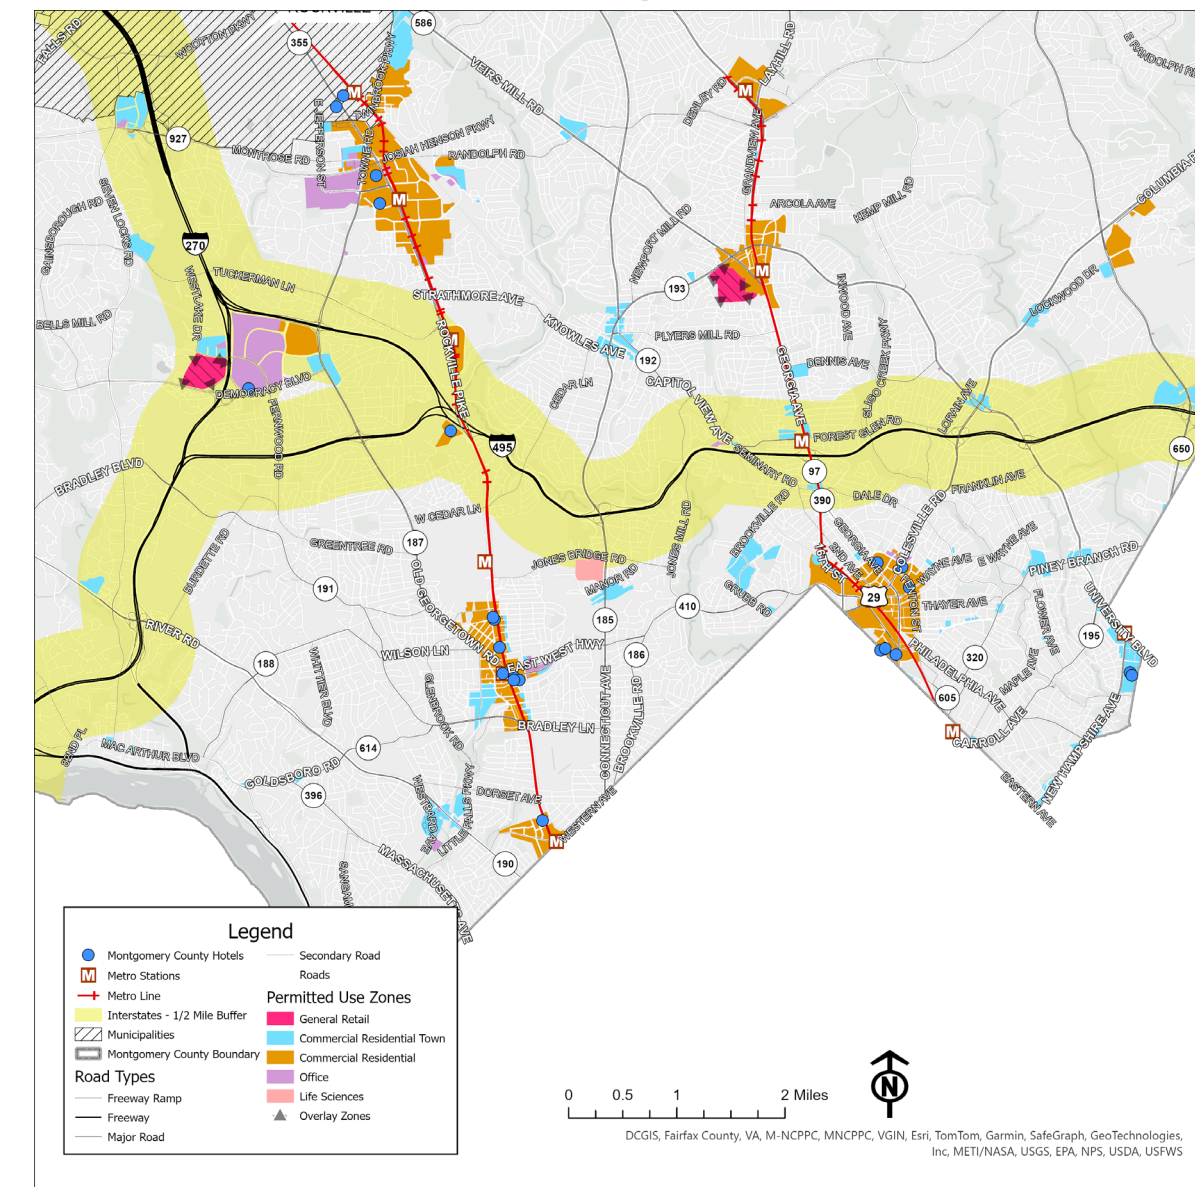 ROCKVILLE
FALLS RD
WOOTTON PKWY
355
586
VEIRS MILL RD
DENLEY RD
LAYHILL RD
E RANDOLPH RD
927
MONTROSE RD
E JEFFERSON ST
TOWNE RD
JOSIAH HENSON PKWY
RANDOLPH RD
GRANDVIEW AVE
ARCOLA AVE
KEMP MILL RD
COLUMBIA
GAINSBOROUGH RD
SEVEN LOCKS RD
270
TUCKERMAN LN
WESTLAKE DR
BELLS MILL RD
STRATHMORE AVE
NEWPORT MILL RD
193
KNOWLES AVE
PLYERS MILL RD
192
INWOOD AVE
LOCKWOOD DR
DENNIS AVE
SLIGO CREEK PKWY
ROCKVILLE PIKE
CEDAR LN
CAPITOL VIEW AVE
GEORGIA AVE
DEMOCRACY BLVD
FERNWOOD RD
495
FOREST GLEN RD
LORAIN AVE
SEMINARY RD
97
650
BRADLEY BLVD
390
DALE DR
FRANKLIN AVE
W CEDAR LN
JONES MILL RD
BROOKVILLE RD
COLESVILLE RD
GEORGIA AVE
2ND AVE
16TH ST
GREENTREE RD
187
JONES BRIDGE RD
MANOR RD
BURDETTE RD
191
OLD GEORGETOWN RD
GRUBB RD
WAYNE AVE
E WAYNE AVE
PINEY BRANCH RD
29
FENTON ST
THAYER AVE
FLOWER AVE
UNIVERSITY BLVD
195
RIVER RD
188
WHITTIER BLVD
WILSON LN
EAST WEST HWY
185
410
186
PHILADELPHIA AVE
320
MAPLE AVE
605
CARROLL AVE
GLENBROOK RD
BRADLEY LN
CONNECTICUT AVE
BROOKVILLE RD
NEW HAMPSHIRE AVE
EASTERN AVE
82ND PL
MAC ARTHUR BLVD
614
GOLDSBORO RD
396
DORSET AVE
WESTERN AVE
WESTBARD AVE
LITTLE FALLS PKWY
190
MASSACHUSETTS AVE
Legend
Montgomery County Hotels
Metro Stations
Metro Line
Interstates - 1/2 Mile Buffer
Municipalities
Montgomery County Boundary
Road Types
Freeway Ramp
Freeway
Major Road
Secondary Road
Roads
Permitted Use Zones
General Retail
Commercial Residential Town
Commercial Residential
Office
Life Sciences
Overlay Zones
0 0.5 1 2 Miles
N
DCGIS, Fairfax County, VA, M-NCPPC, MNCPPC, VGIN, Esri, TomTom, Garmin, SafeGraph, GeoTechnologies,
Inc, METI/NASA, USGS, EPA, NPS, USDA, USFWS